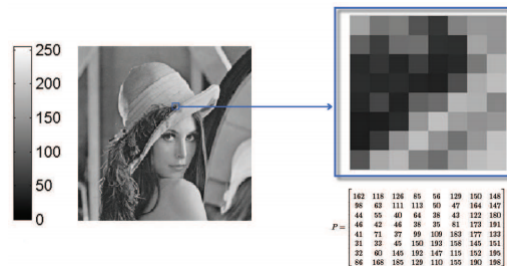 250
200
150
100
50
0
P =
162 118 126 85 56 129 150 148
98 63 111 113 50 47 164 147
44 55 40 64 38 43 122 180
46 42 46 38 35 81 173 191
41 71 37 99 109 183 177 133
31 33 45 150 193 158 145 151
32 60 145 192 147 115 152 195
86 168 185 129 110 155 190 198